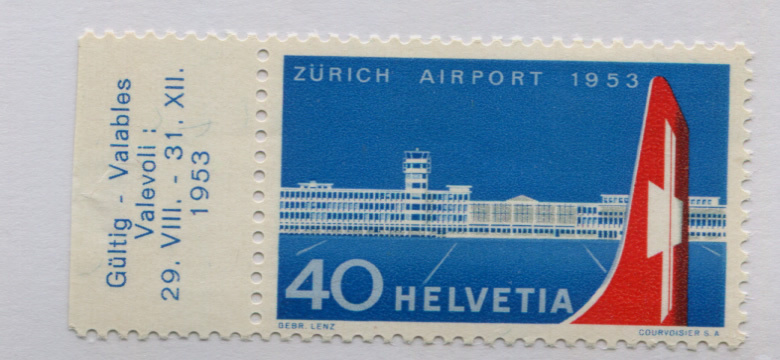 Gültig - Valables
Valevoli :
29. VIII. - 31. XII.
1953
ZÜRICH AIRPORT 1953
40 HELVETIA
GEBR. LENZ
COURVOISIER S. A